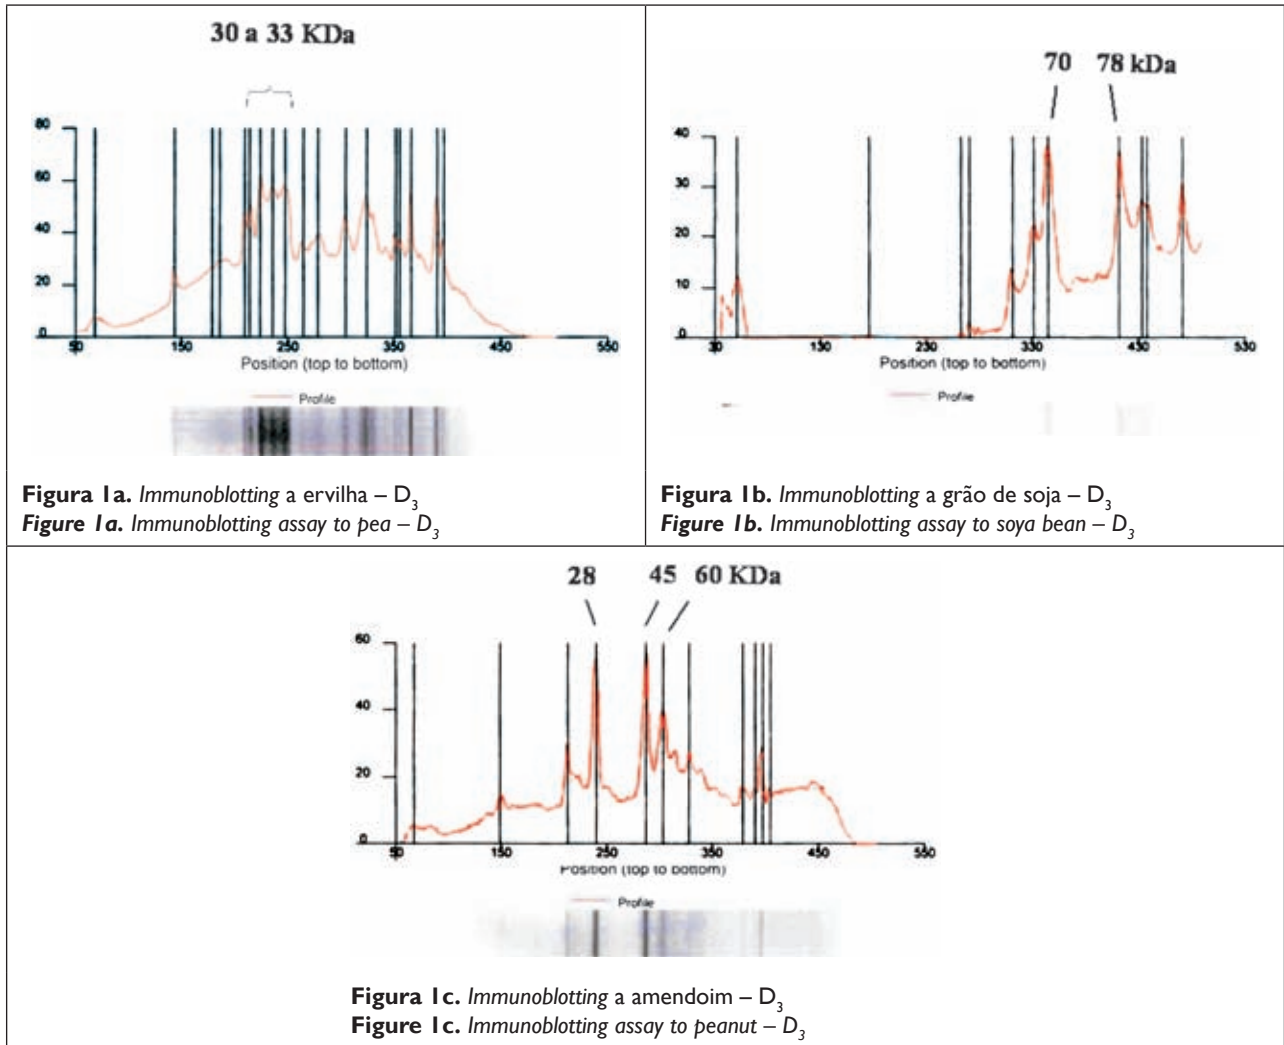 30 a 33 KDa
80
60
40
20
0
50 150 250 350 450 550
Position (top to bottom)
Profile
Figura 1a. Immunoblotting a ervilha – D3
Figure 1a. Immunoblotting assay to pea – D3
70 78 kDa
40
30
20
10
0
30 130 230 330 430 530
Position (top to bottom)
Profile
Figura 1b. Immunoblotting a grão de soja – D3
Figure 1b. Immunoblotting assay to soya bean – D3
28 45 60 KDa
60
40
20
0
50 150 250 350 450 550
Position (top to bottom)
Profile
Figura 1c. Immunoblotting a amendoim – D3
Figure 1c. Immunoblotting assay to peanut – D3